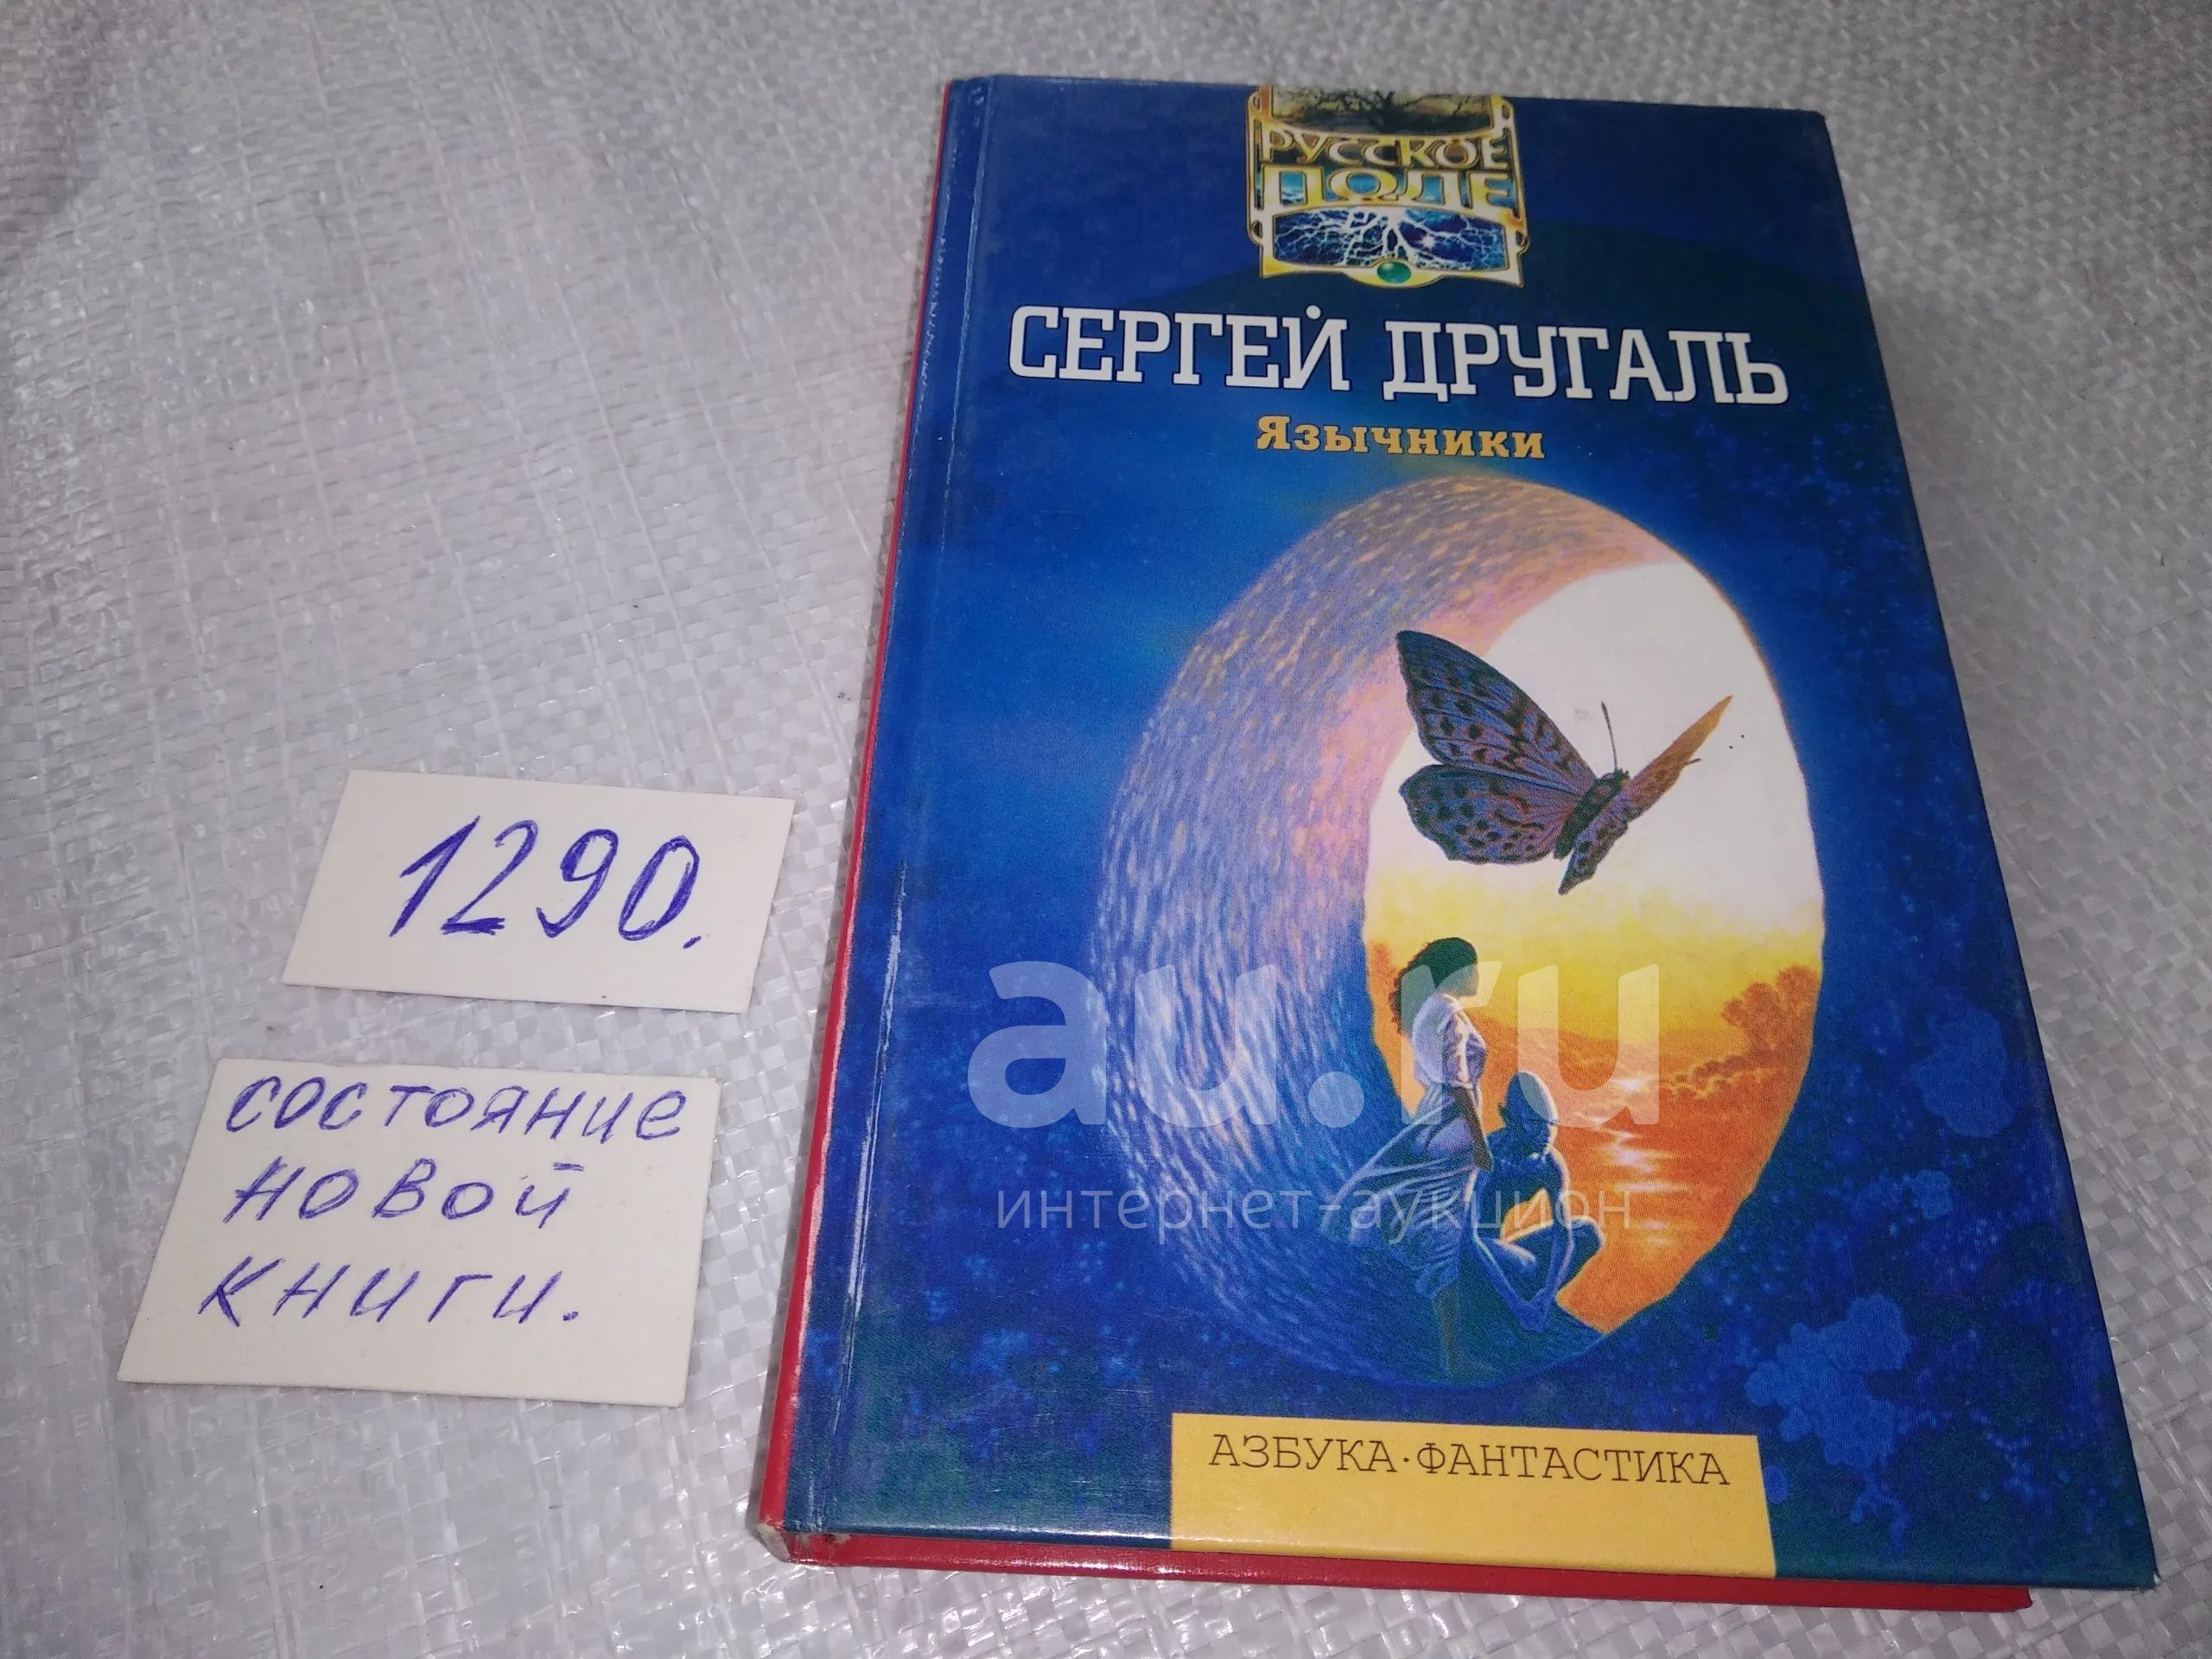 РУССКОЕ
ПОЛЕ
СЕРГЕЙ ДРУГАЛЬ
Язычники
1290.
состояние
новой
книги.
au.ru
интернет-аукцион
АЗБУКА·ФАНТАСТИКА